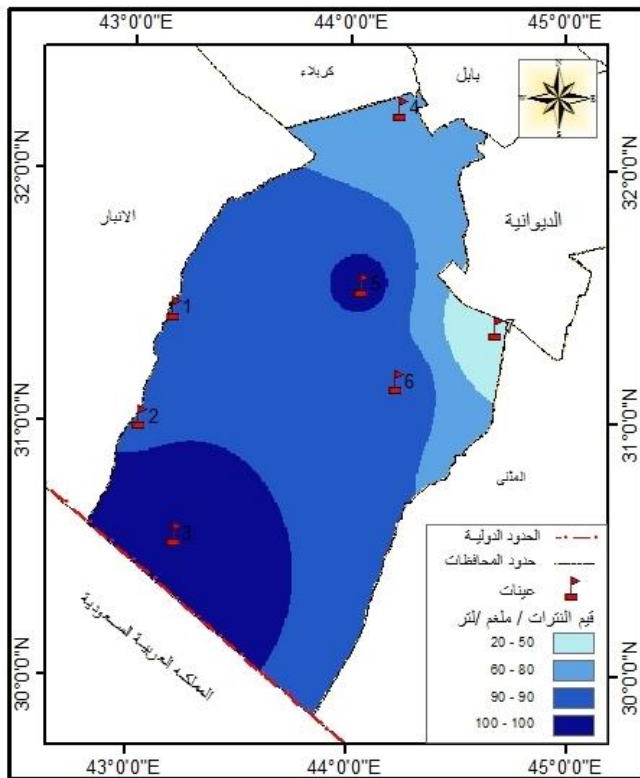 43°0'0"E 44°0'0"E 45°0'0"E
كربلاء
بابل
N
W E
S
4
32°0'0"N 32°0'0"N
الانبار
الديوانية
5
1
7
6
2
31°0'0"N 31°0'0"N
المثنى
3
الحدود الدولية
حدود المحافظات
عينات
قيم النترات / ملغم /لتر
20 - 50
60 - 80
90 - 90
100 - 100
المملكه العربية السعودية
30°0'0"N 30°0'0"N
43°0'0"E 44°0'0"E 45°0'0"E